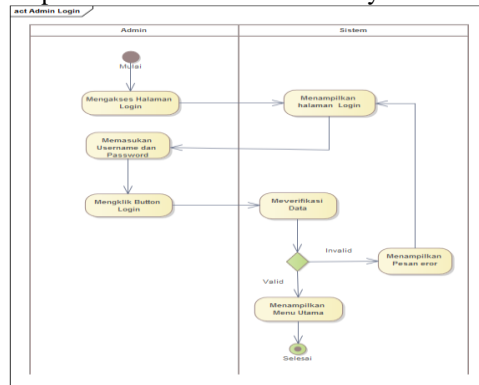 act Admin Login
Admin
Sistem
Mulai
Mengakses Halaman
Login
Menampilkan
halaman Login
Memasukan
Username dan
Password
Mengklik Button
Login
Meverifikasi
Data
Invalid
Menampilkan
Pesan eror
Valid
Menampilkan
Menu Utama
Selesai